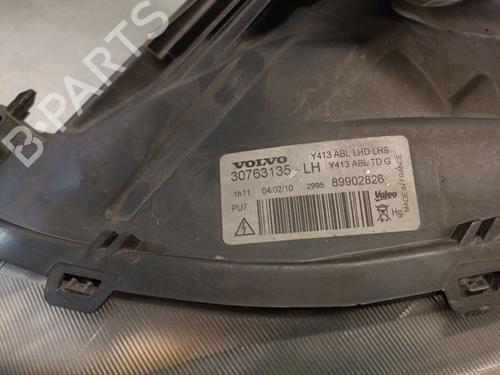 B-PARTS
VOLVO
30763135 LH
Y413 ABL LHD LHS
Y413 ABL TD G
1h11 04/02/10 2995 89902826
PU7
Valeo
MADE IN FRANCE